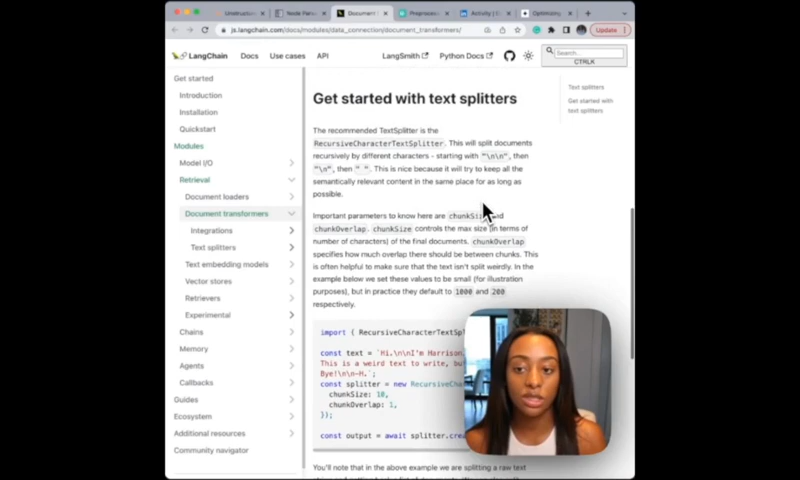 Unstructur
Node Parser
Document
Preproces
Activity | S
Optimizing
js.langchain.com/docs/modules/data_connection/document_transformers/
Update
LangChain Docs Use cases API LangSmith Python Docs Search... CTRLK
Get started
Introduction
Installation
Quickstart
Modules
Model I/O
Retrieval
Document loaders
Document transformers
Integrations
Text splitters
Text embedding models
Vector stores
Retrievers
Experimental
Chains
Memory
Agents
Callbacks
Guides
Ecosystem
Additional resources
Community navigator
Get started with text splitters
The recommended TextSplitter is the
RecursiveCharacterTextSplitter. This will split documents
recursively by different characters - starting with "\n\n", then
"\n", then " ". This is nice because it will try to keep all the
semantically relevant content in the same place for as long as
possible.
Important parameters to know here are chunkSiz nd
chunkOverlap. chunkSize controls the max size (in terms of
number of characters) of the final documents. chunkOverlap
specifies how much overlap there should be between chunks. This
is often helpful to make sure that the text isn't split weirdly. In the
example below we set these values to be small (for illustration
purposes), but in practice they default to 1000 and 200
respectively.
import { RecursiveCharacterTextSpl
const text = `Hi.\n\nI'm Harrison.
This is a weird text to write, bu
Bye!\n\n-H.`;
const splitter = new RecursiveCha
chunkSize: 10,
chunkOverlap: 1,
});
const output = await splitter.crea
You'll note that in the above example we are splitting a raw text
Text splitters
Get started with
text splitters